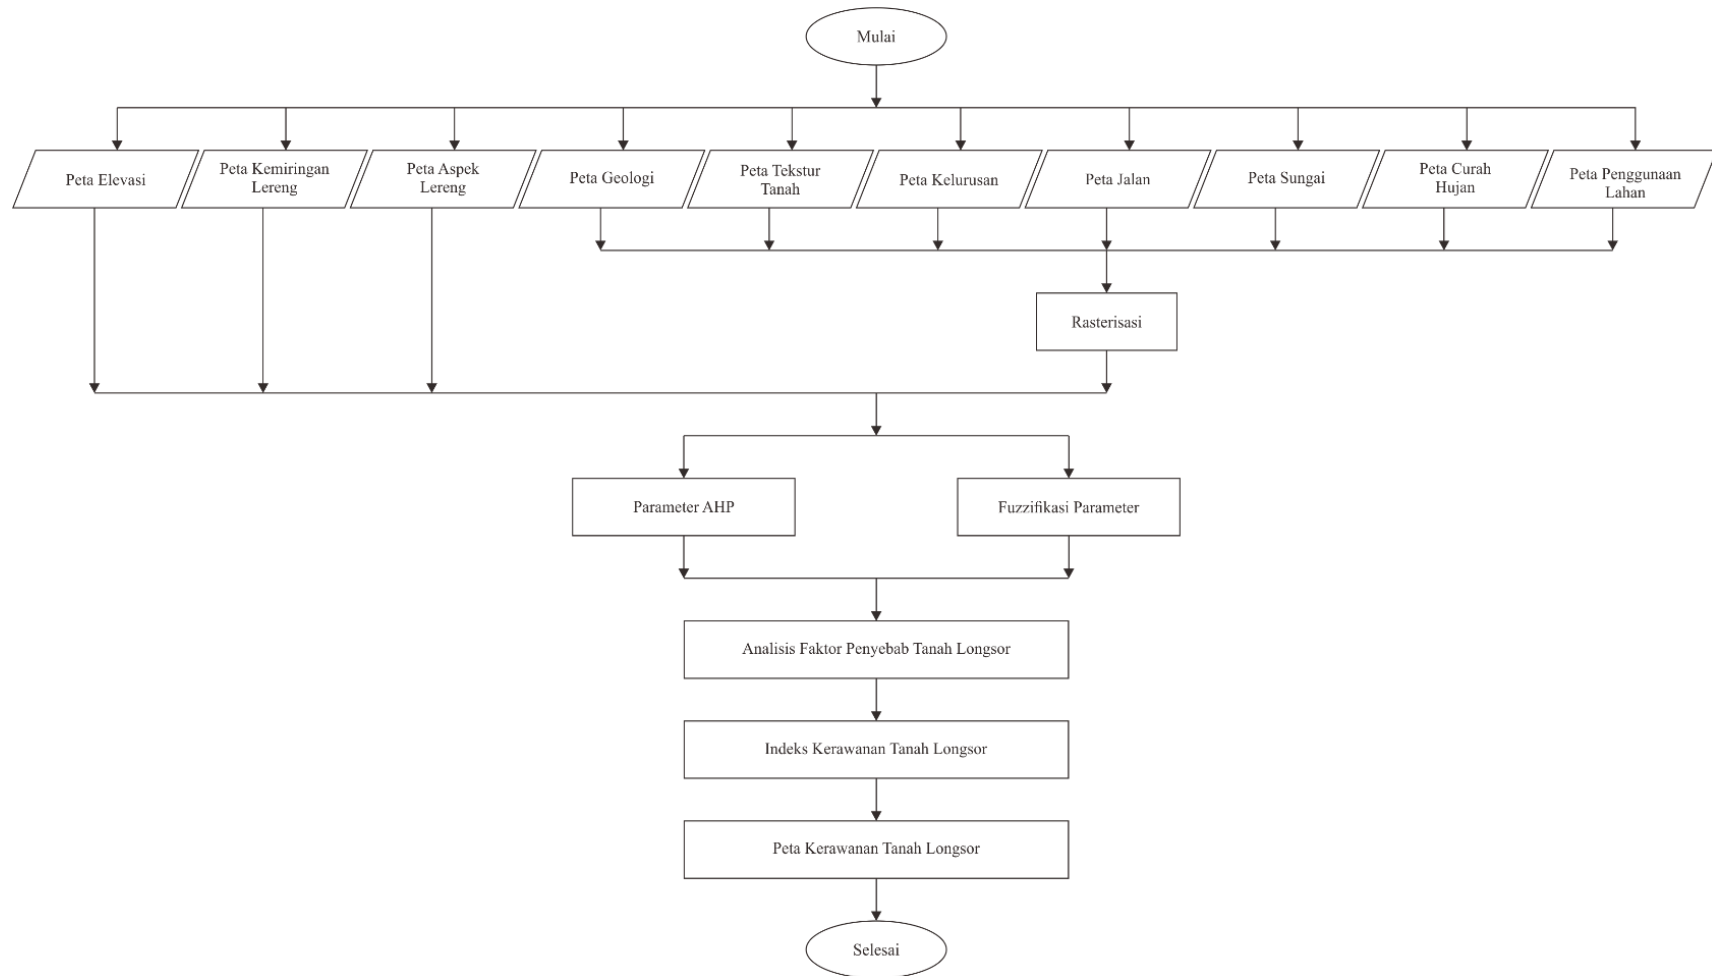 Mulai
Peta Elevasi
Peta Kemiringan
Lereng
Peta Aspek
Lereng
Peta Geologi
Peta Tekstur
Tanah
Peta Kelurusan
Peta Jalan
Peta Sungai
Peta Curah
Hujan
Peta Penggunaan
Lahan
Rasterisasi
Parameter AHP
Fuzzifikasi Parameter
Analisis Faktor Penyebab Tanah Longsor
Indeks Kerawanan Tanah Longsor
Peta Kerawanan Tanah Longsor
Selesai